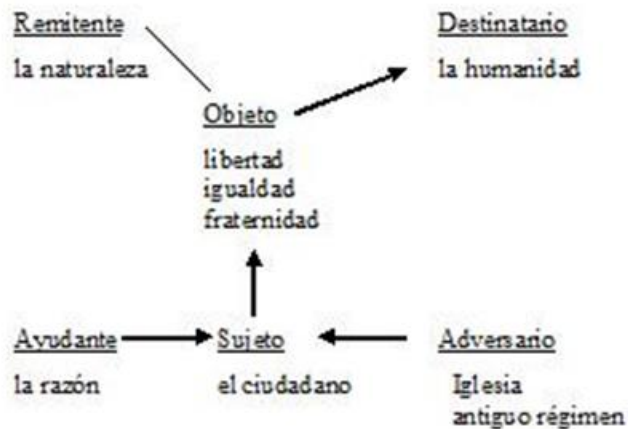 Remitente
Destinatario
la naturaleza
la humanidad
Objeto
libertad
igualdad
fraternidad
Ayudante
Sujeto
Adversario
la razón
el ciudadano
Iglesia
antiguo régimen